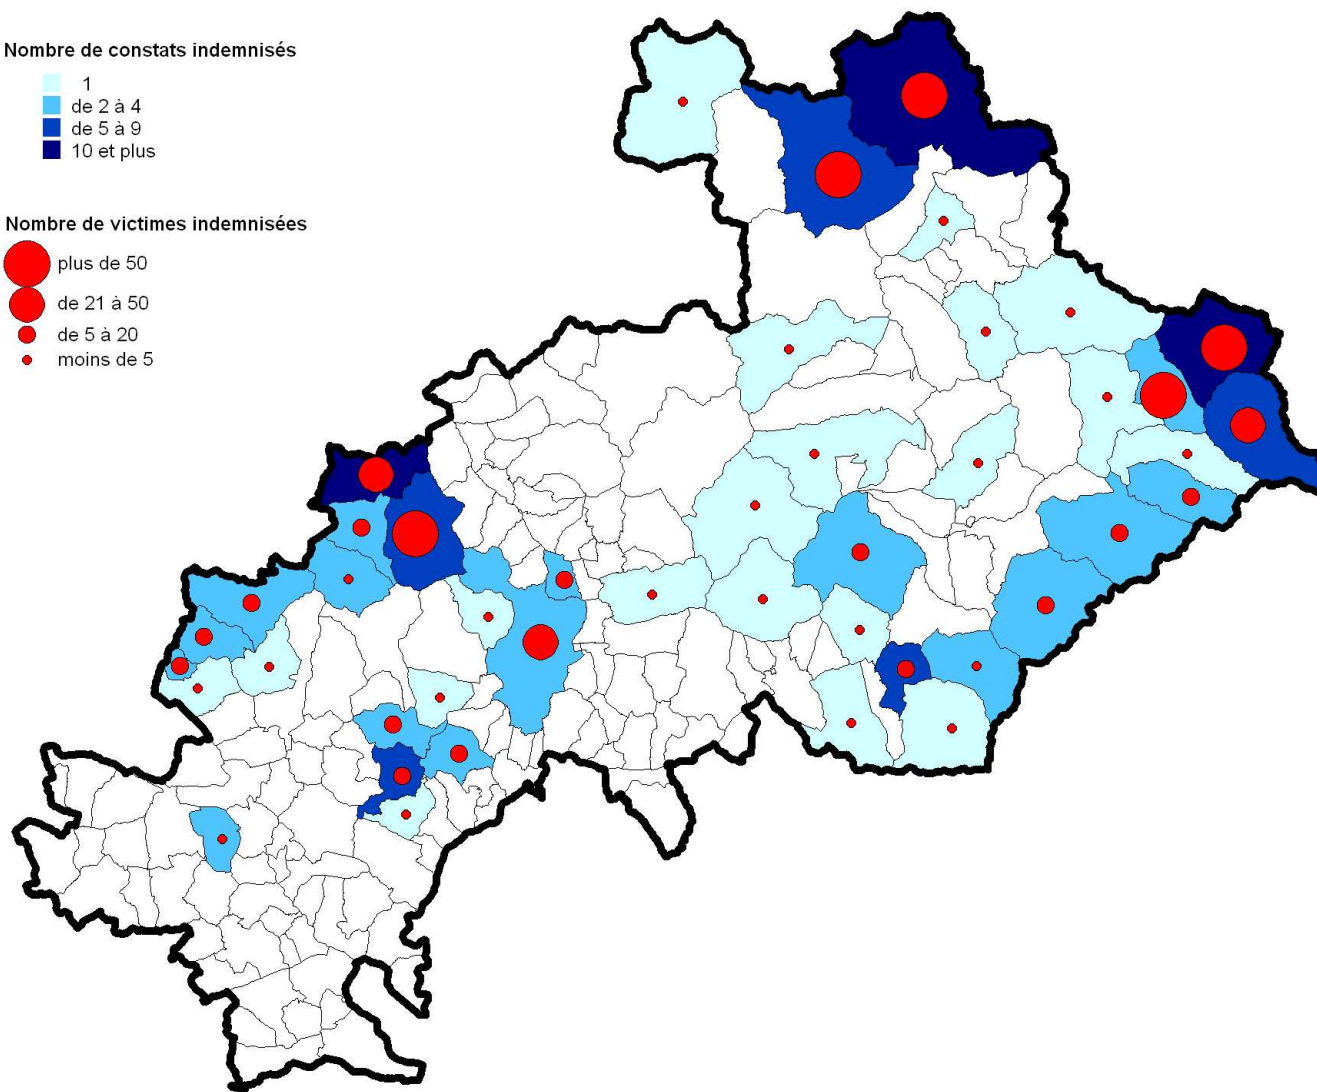 Nombre de constats indemnisés
1
de 2 à 4
de 5 à 9
10 et plus
Nombre de victimes indemnisées
plus de 50
de 21 à 50
de 5 à 20
moins de 5